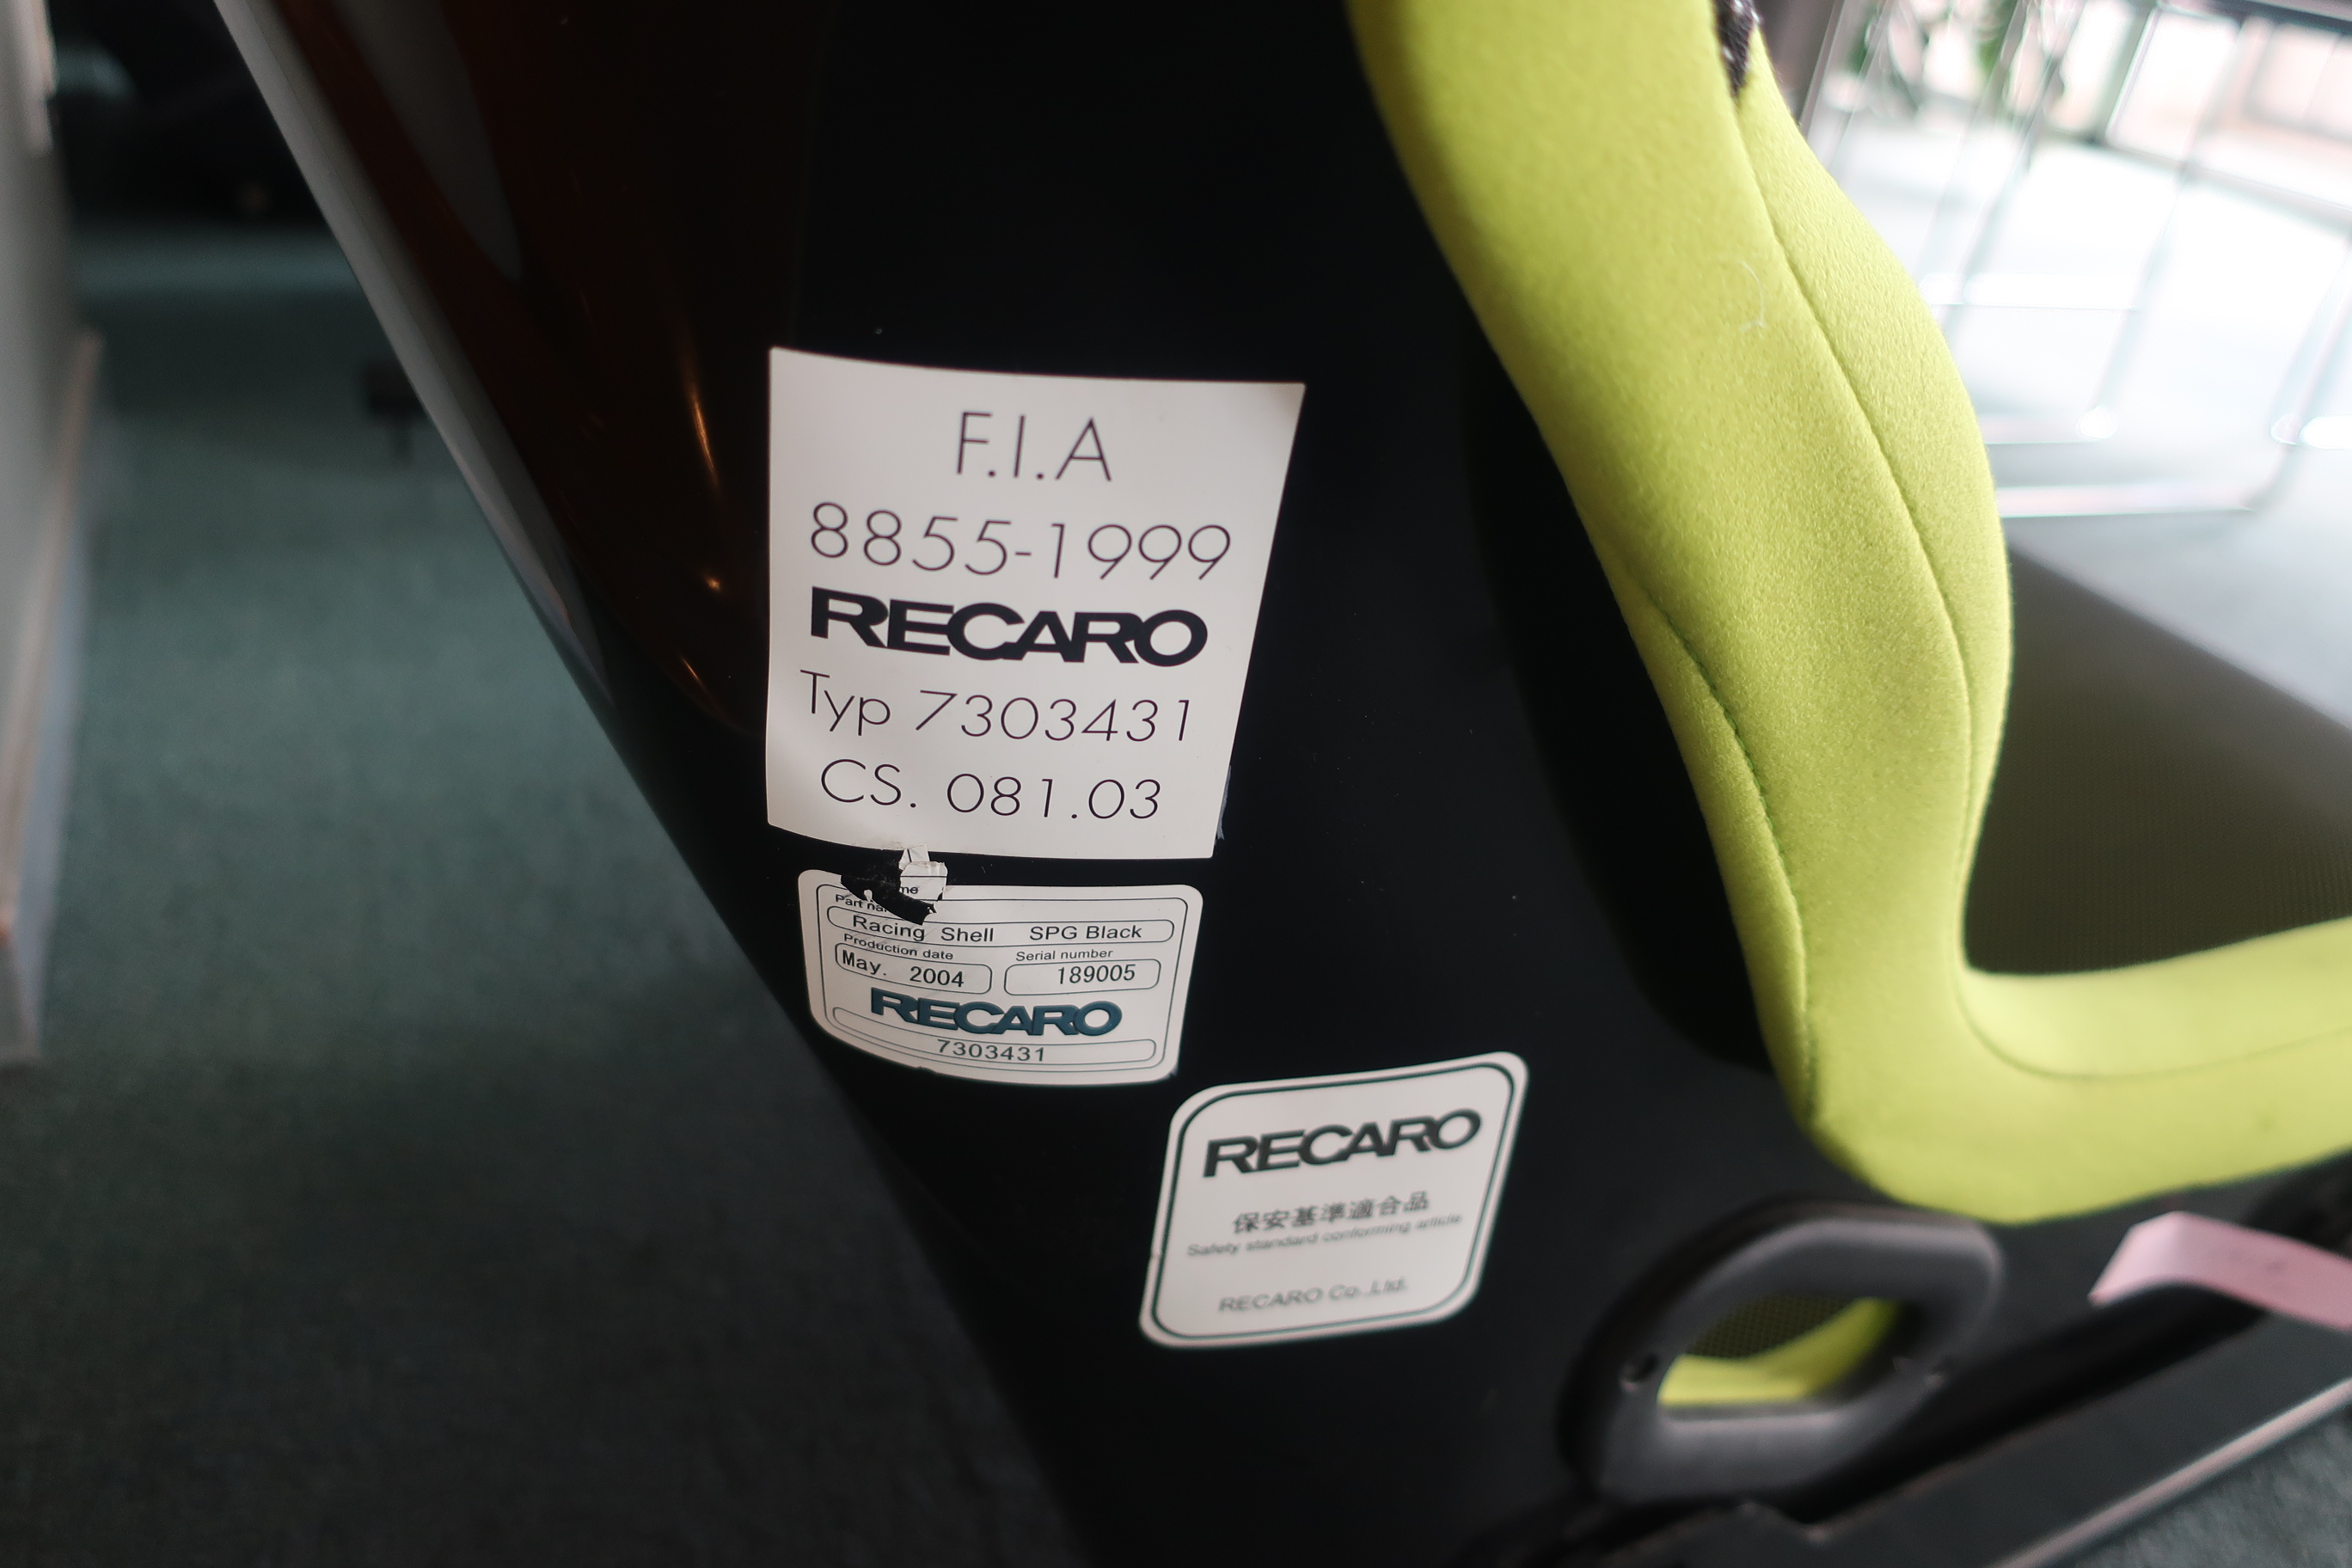 F.I.A
8855-1999
RECARO
Typ 7303431
CS. 081.03
Part
Racing Shell SPG Black
Production date Serial number
May. 2004 189005
RECARO
7303431
RECARO
保安基準適合品
Safety standard conforming article
RECARO Co.,Ltd.